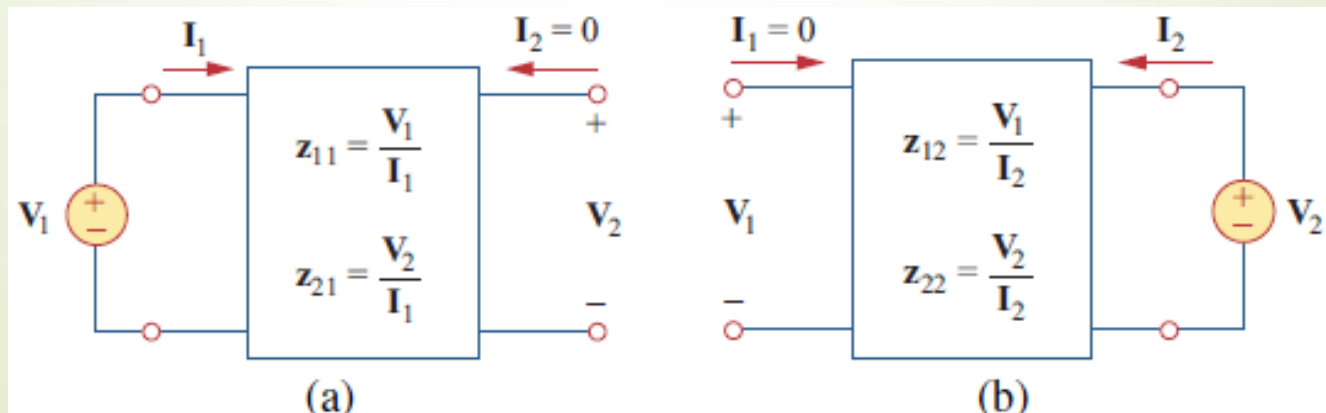 I₁
I₂ = 0
V₁
+
−
z₁₁ = V₁ / I₁
z₂₁ = V₂ / I₁
+
V₂
−
(a)
I₁ = 0
I₂
+
V₁
−
z₁₂ = V₁ / I₂
z₂₂ = V₂ / I₂
+
−
V₂
(b)